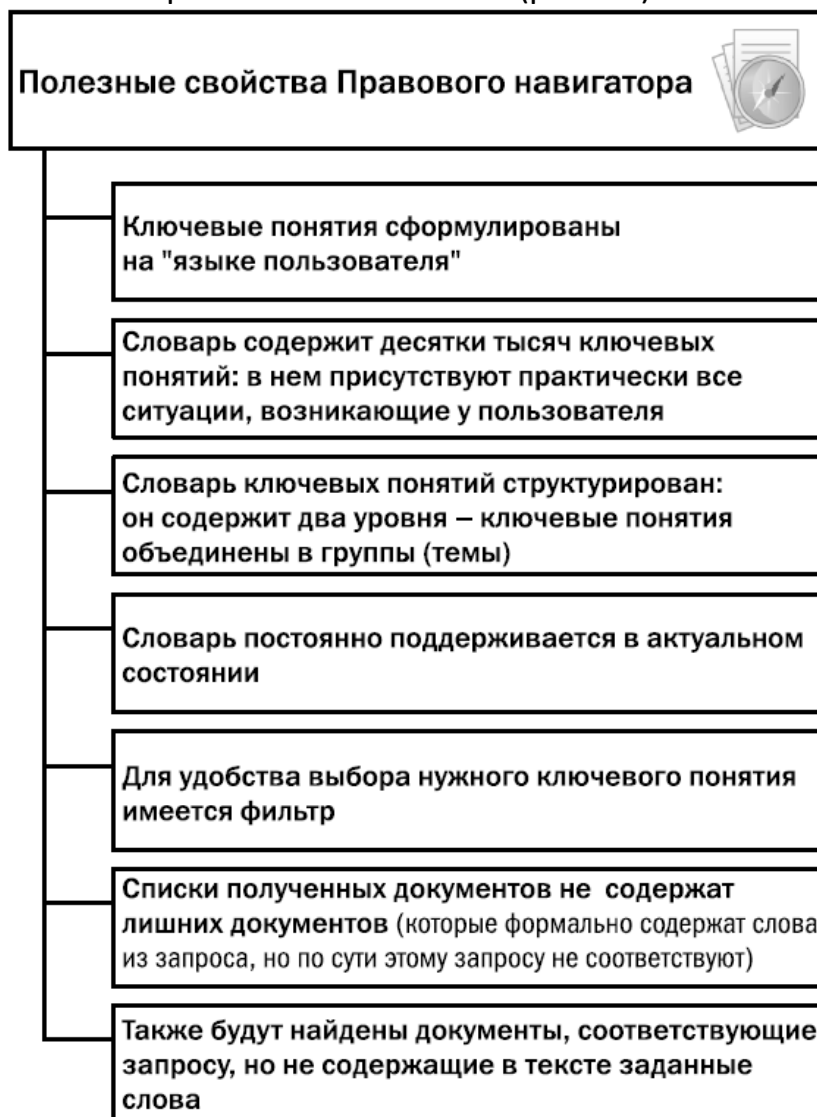 Полезные свойства Правового навигатора
Ключевые понятия сформулированы
на "языке пользователя"
Словарь содержит десятки тысяч ключевых
понятий: в нем присутствуют практически все
ситуации, возникающие у пользователя
Словарь ключевых понятий структурирован:
он содержит два уровня – ключевые понятия
объединены в группы (темы)
Словарь постоянно поддерживается в актуальном
состоянии
Для удобства выбора нужного ключевого понятия
имеется фильтр
Списки полученных документов не содержат
лишних документов (которые формально содержат слова
из запроса, но по сути этому запросу не соответствуют)
Также будут найдены документы, соответствующие
запросу, но не содержащие в тексте заданные
слова